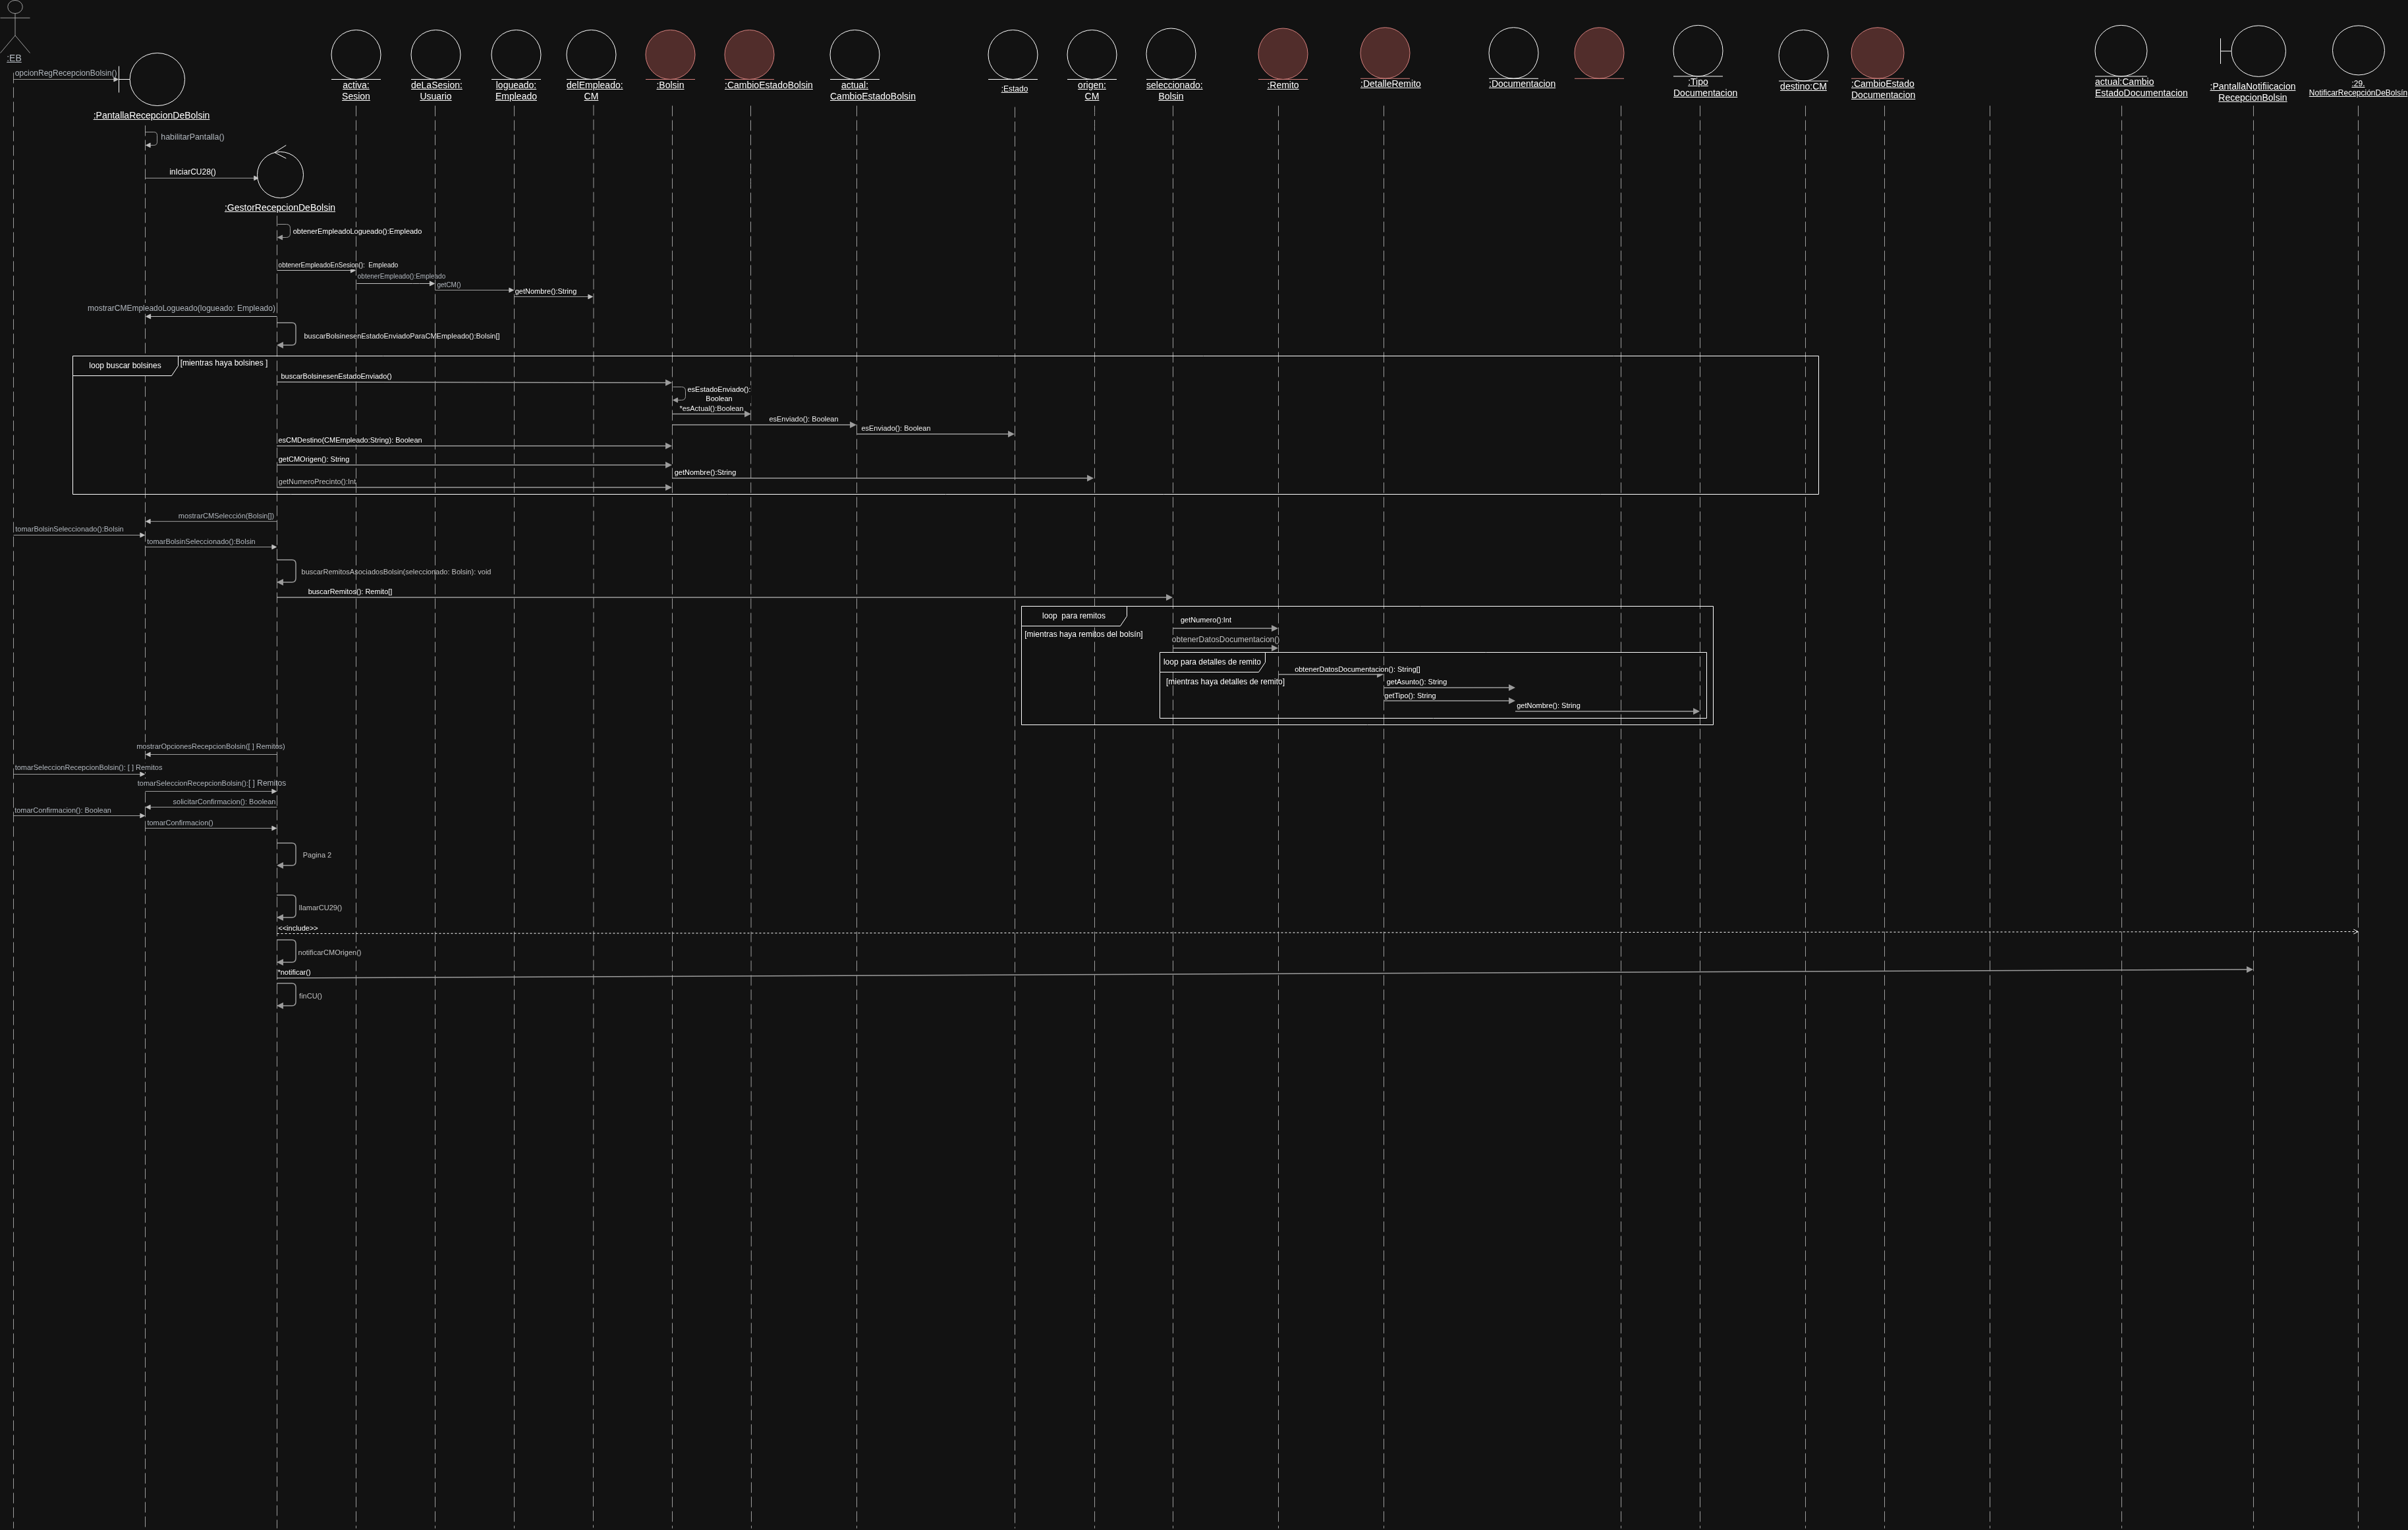 :EB
opcionRegRecepcionBolsin()
:PantallaRecepcionDeBolsin
activa:
Sesion
deLaSesion:
Usuario
logueado:
Empleado
delEmpleado:
CM
:Bolsin
:CambioEstadoBolsin
actual:
CambioEstadoBolsin
:Estado
origen:
CM
seleccionado:
Bolsin
:Remito
:DetalleRemito
:Documentacion
:Tipo
Documentacion
destino:CM
:CambioEstado
Documentacion
actual:Cambio
EstadoDocumentacion
:PantallaNotifiicacion
RecepcionBolsin
:29.
NotificarRecepciónDeBolsin
habilitarPantalla()
inIciarCU28()
:GestorRecepcionDeBolsin
obtenerEmpleadoLogueado():Empleado
obtenerEmpleadoEnSesion(): Empleado
obtenerEmpleado():Empleado
getCM()
getNombre():String
mostrarCMEmpleadoLogueado(logueado: Empleado)
buscarBolsinesenEstadoEnviadoParaCMEmpleado():Bolsin[]
loop buscar bolsines
[mientras haya bolsines ]
buscarBolsinesenEstadoEnviado()
esEstadoEnviado():
Boolean
*esActual():Boolean
esEnviado(): Boolean
esEnviado(): Boolean
esCMDestino(CMEmpleado:String): Boolean
getCMOrigen(): String
getNombre():String
getNumeroPrecinto():Int
mostrarCMSelección(Bolsin[])
tomarBolsinSeleccionado():Bolsin
tomarBolsinSeleccionado():Bolsin
buscarRemitosAsociadosBolsin(seleccionado: Bolsin): void
buscarRemitos(): Remito[]
loop  para remitos
[mientras haya remitos del bolsín]
getNumero():Int
obtenerDatosDocumentacion()
loop para detalles de remito
[mientras haya detalles de remito]
obtenerDatosDocumentacion(): String[]
getAsunto(): String
getTipo(): String
getNombre(): String
mostrarOpcionesRecepcionBolsin([ ] Remitos)
tomarSeleccionRecepcionBolsin(): [ ] Remitos
tomarSeleccionRecepcionBolsin():[ ] Remitos
solicitarConfirmacion(): Boolean
tomarConfirmacion(): Boolean
tomarConfirmacion()
Pagina 2
llamarCU29()
<<include>>
notificarCMOrigen()
*notificar()
finCU()